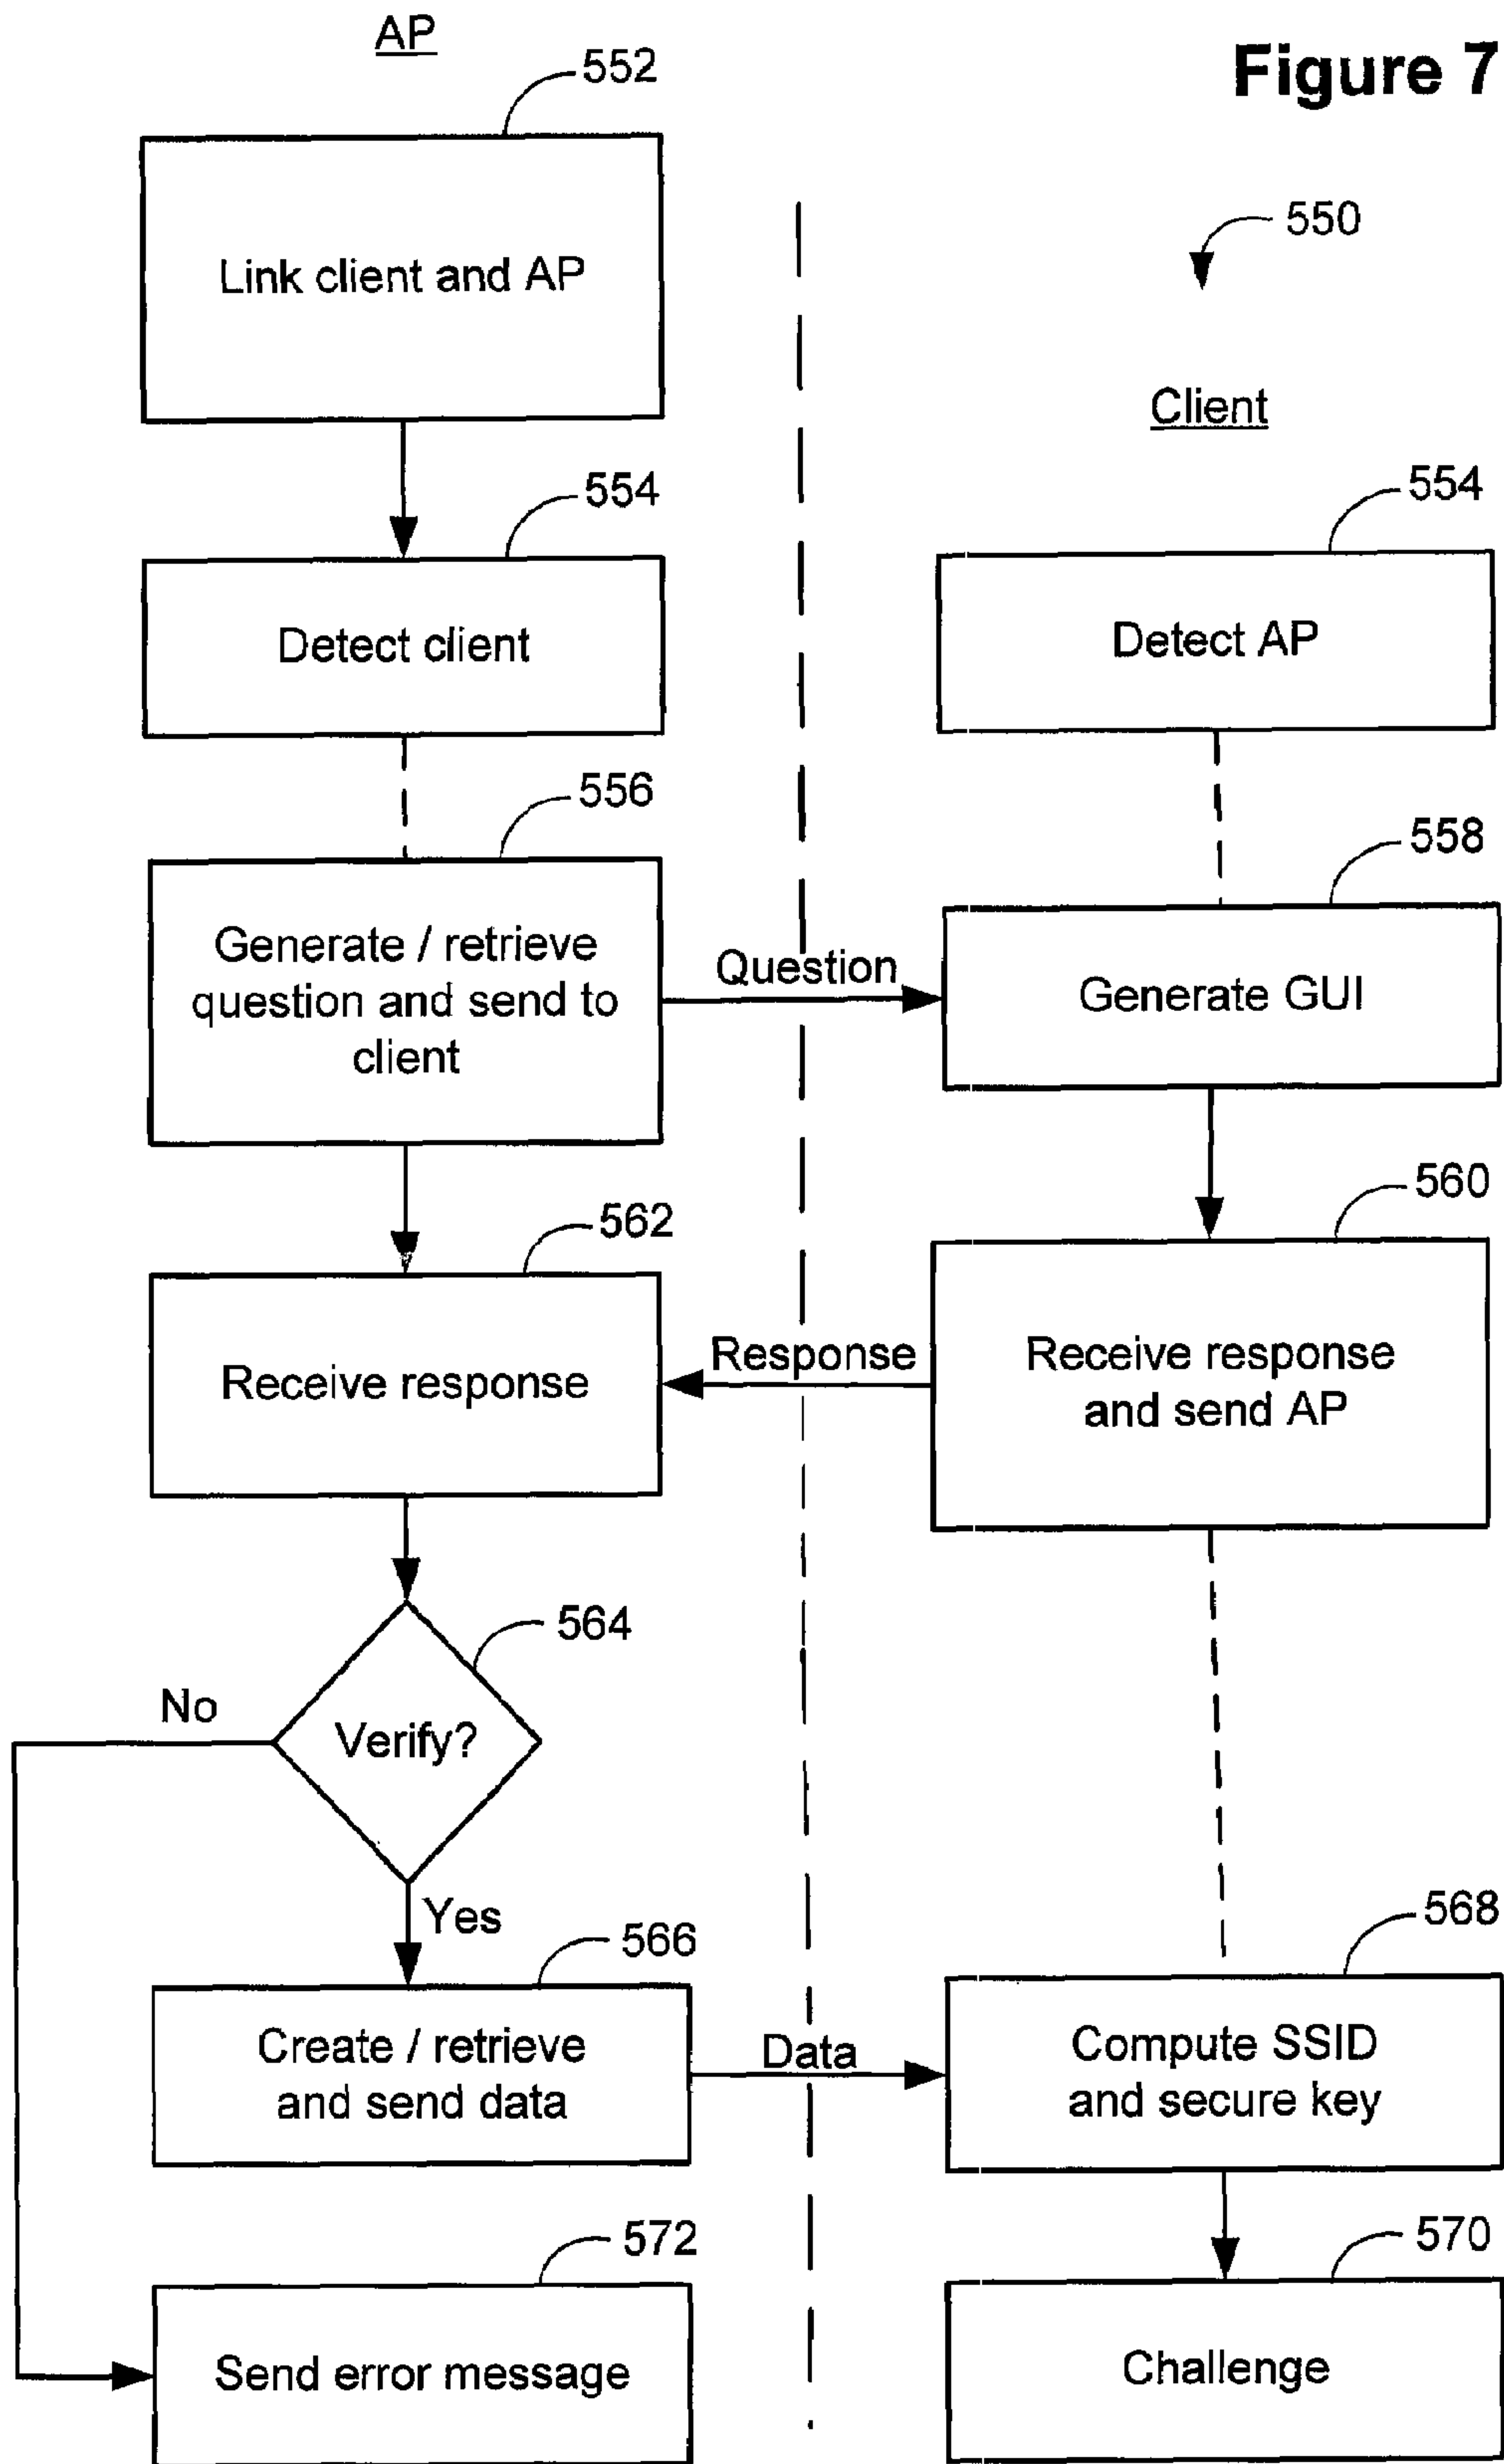 AP
Figure 7
552
Link client and AP
550
Client
554
Detect client
554
Detect AP
556
Generate / retrieve
question and send to
client
Question
558
Generate GUI
562
Receive response
Response
560
Receive response
and send AP
564
Verify?
No
Yes
566
Create / retrieve
and send data
Data
568
Compute SSID
and secure key
572
Send error message
570
Challenge